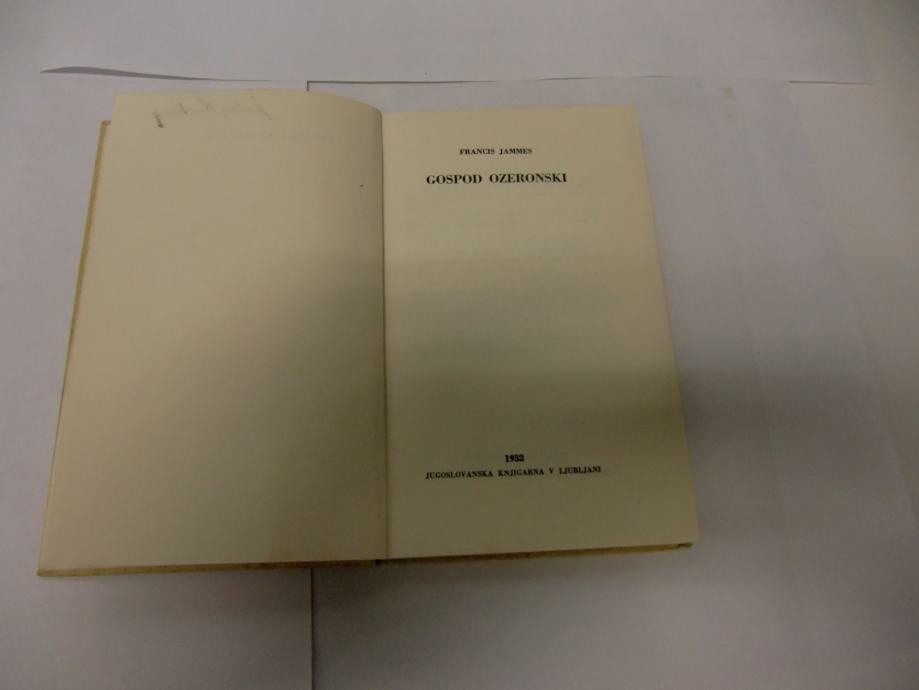 FRANCIS JAMMES
GOSPOD OZERONSKI
1932
JUGOSLOVANSKA KNJIGARNA V LJUBLJANI